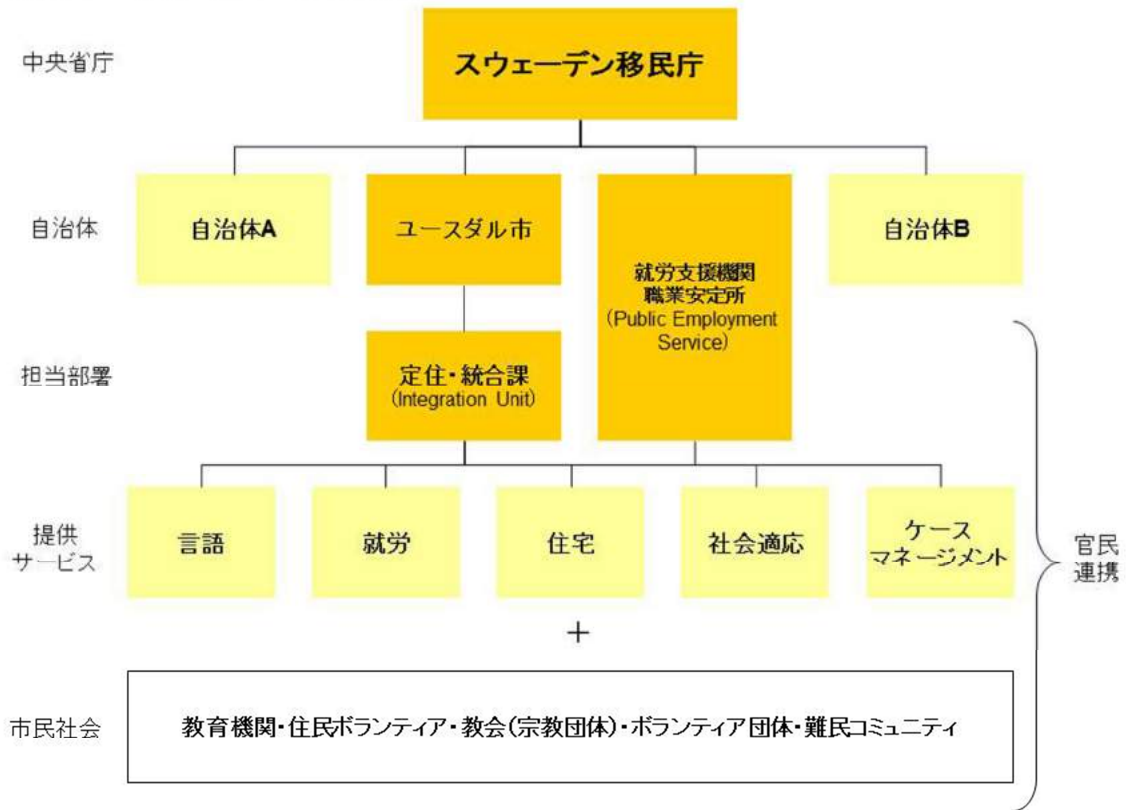 中央省庁
スウェーデン移民庁
自治体
自治体A
ユースダル市
就労支援機関
職業安定所
(Public Employment
Service)
自治体B
担当部署
定住・統合課
(Integration Unit)
提供
サービス
言語
就労
住宅
社会適応
ケース
マネージメント
官民
連携
+
市民社会
教育機関・住民ボランティア・教会(宗教団体)・ボランティア団体・難民コミュニティ